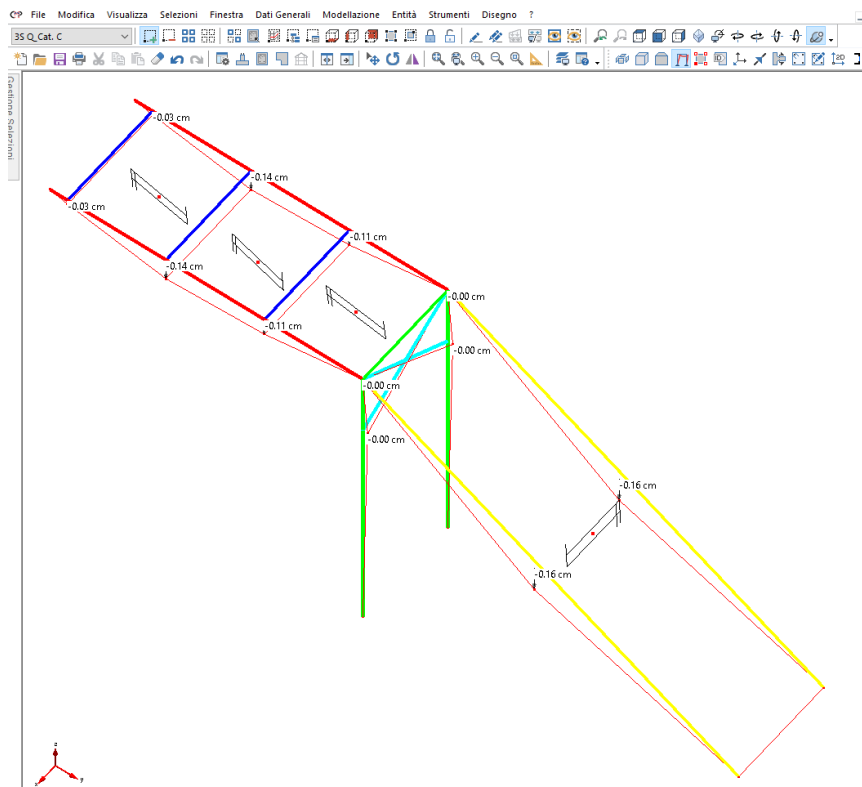 File Modifica Visualizza Selezioni Finestra Dati Generali Modellazione Entità Strumenti Disegno ?
3S Q_Cat. C
Gestione Selezioni
-0.03 cm
-0.14 cm
-0.03 cm
-0.11 cm
-0.14 cm
-0.00 cm
-0.11 cm
-0.00 cm
-0.00 cm
-0.00 cm
-0.16 cm
-0.16 cm
z
x
y